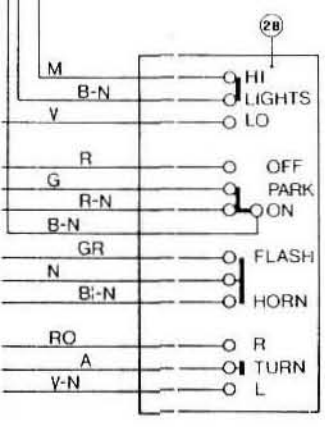 28
M
HI
B-N
LIGHTS
V
LO
R
OFF
G
PARK
R-N
ON
B-N
GR
FLASH
N
Bi-N
HORN
RO
R
A
TURN
V-N
L